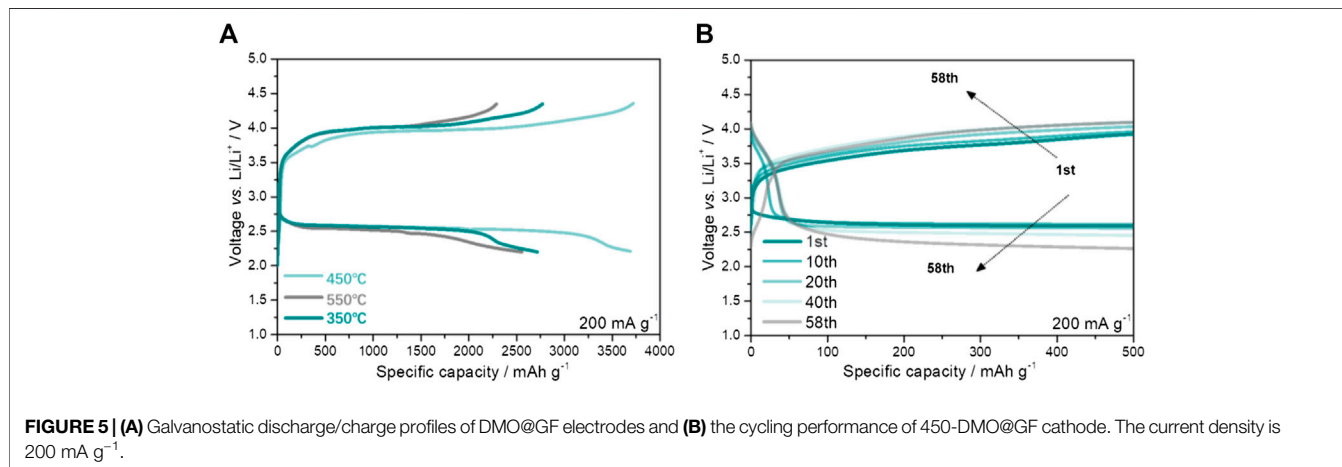 A
B
5.0
4.5
4.0
3.5
3.0
2.5
2.0
1.5
1.0
Voltage vs. Li/Li⁺ / V
450°C
550°C
350°C
200 mA g⁻¹
0 500 1000 1500 2000 2500 3000 3500 4000
Specific capacity / mAh g⁻¹
5.0
4.5
4.0
3.5
3.0
2.5
2.0
1.5
1.0
Voltage vs. Li/Li⁺ / V
58th
1st
58th
1st
10th
20th
40th
58th
200 mA g⁻¹
0 100 200 300 400 500
Specific capacity / mAh g⁻¹
FIGURE 5 | (A) Galvanostatic discharge/charge profiles of DMO@GF electrodes and (B) the cycling performance of 450-DMO@GF cathode. The current density is
200 mA g⁻¹.